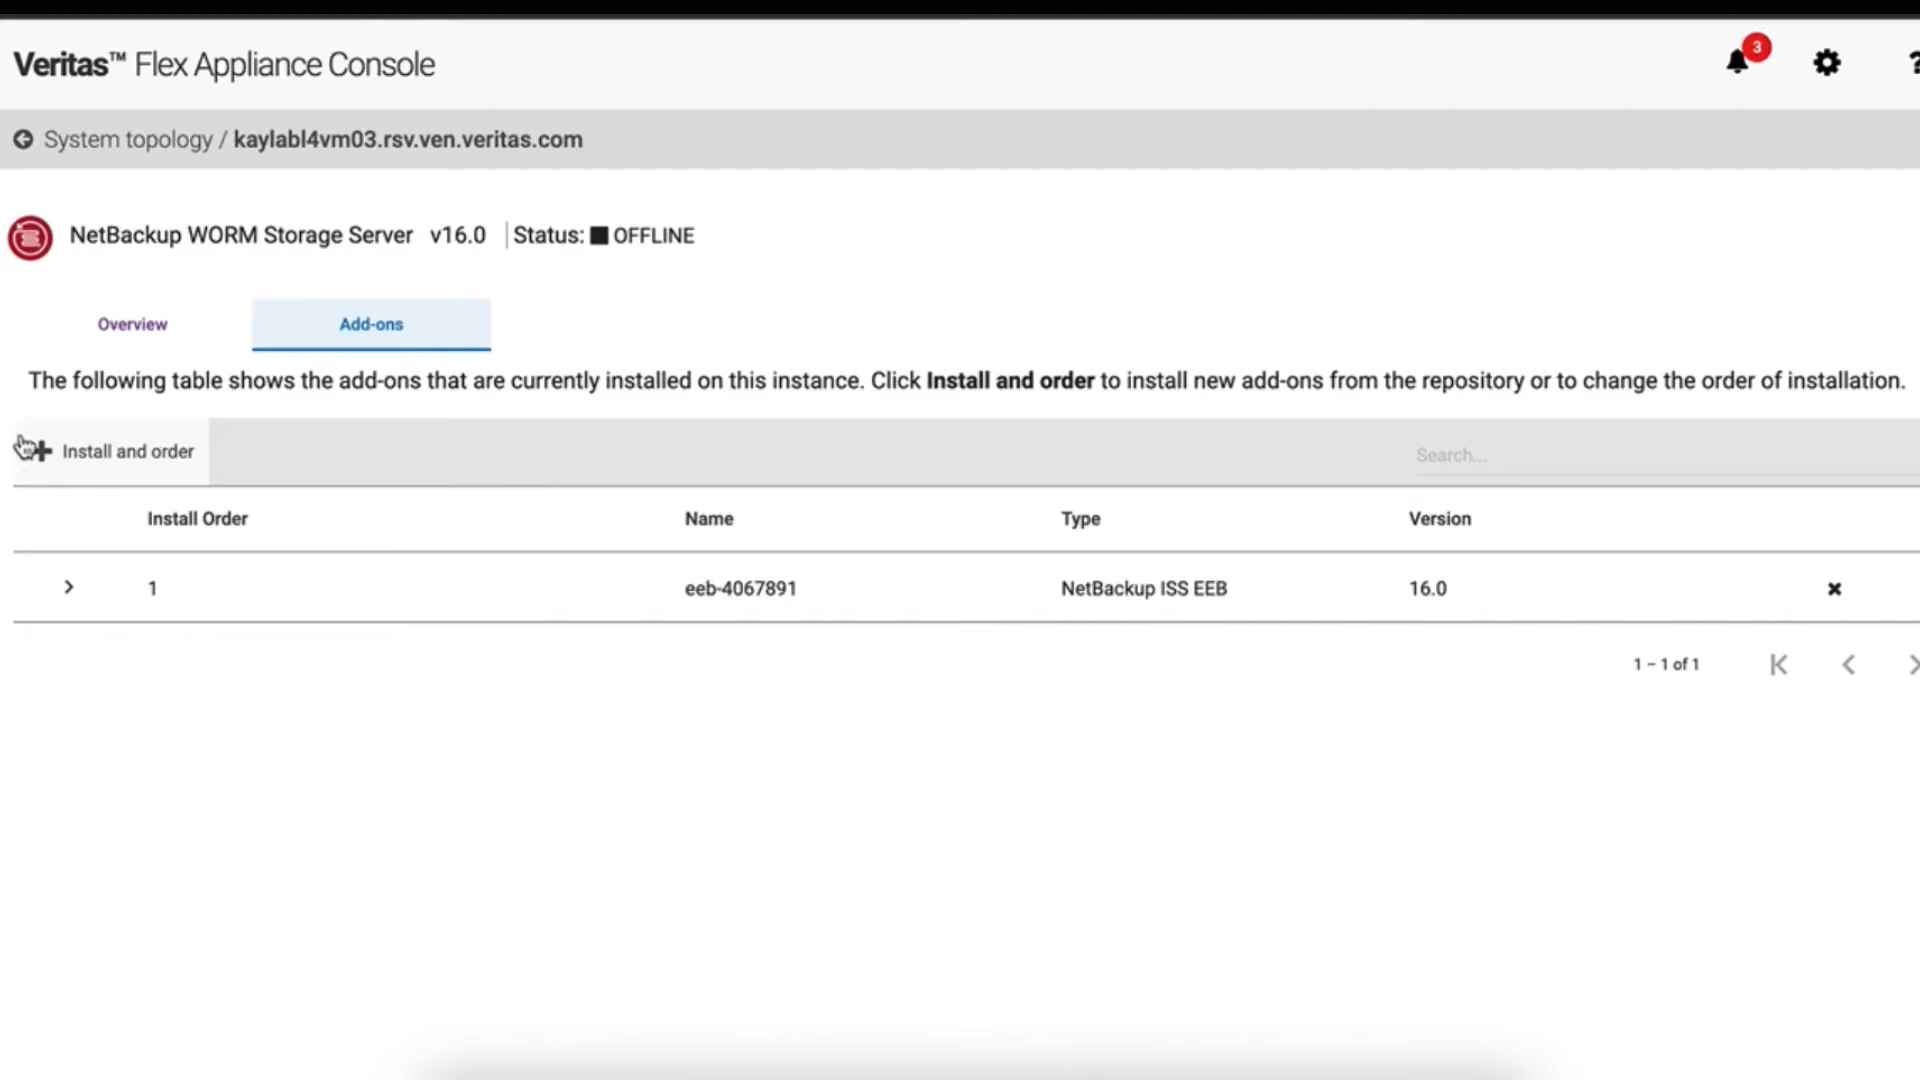 Veritas™ Flex Appliance Console
3
?
System topology / kaylabl4vm03.rsv.ven.veritas.com
NetBackup WORM Storage Server v16.0 Status: OFFLINE
Overview
Add-ons
The following table shows the add-ons that are currently installed on this instance. Click Install and order to install new add-ons from the repository or to change the order of installation.
Install and order
Search...
Install Order Name Type Version
1 eeb-4067891 NetBackup ISS EEB 16.0
1 – 1 of 1